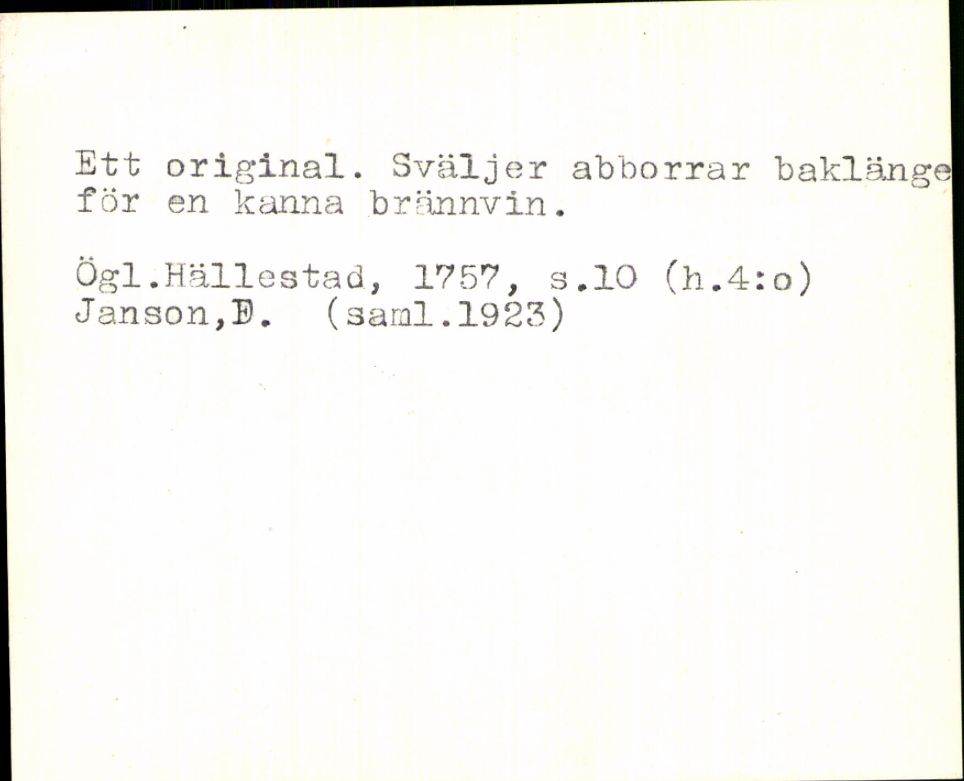 Ett original. Sväljer abborrar baklänge
för en kanna brännvin.
Ögl.Hällestad, 1757, s.10 (h.4:o)
Janson,E. (saml.1923)